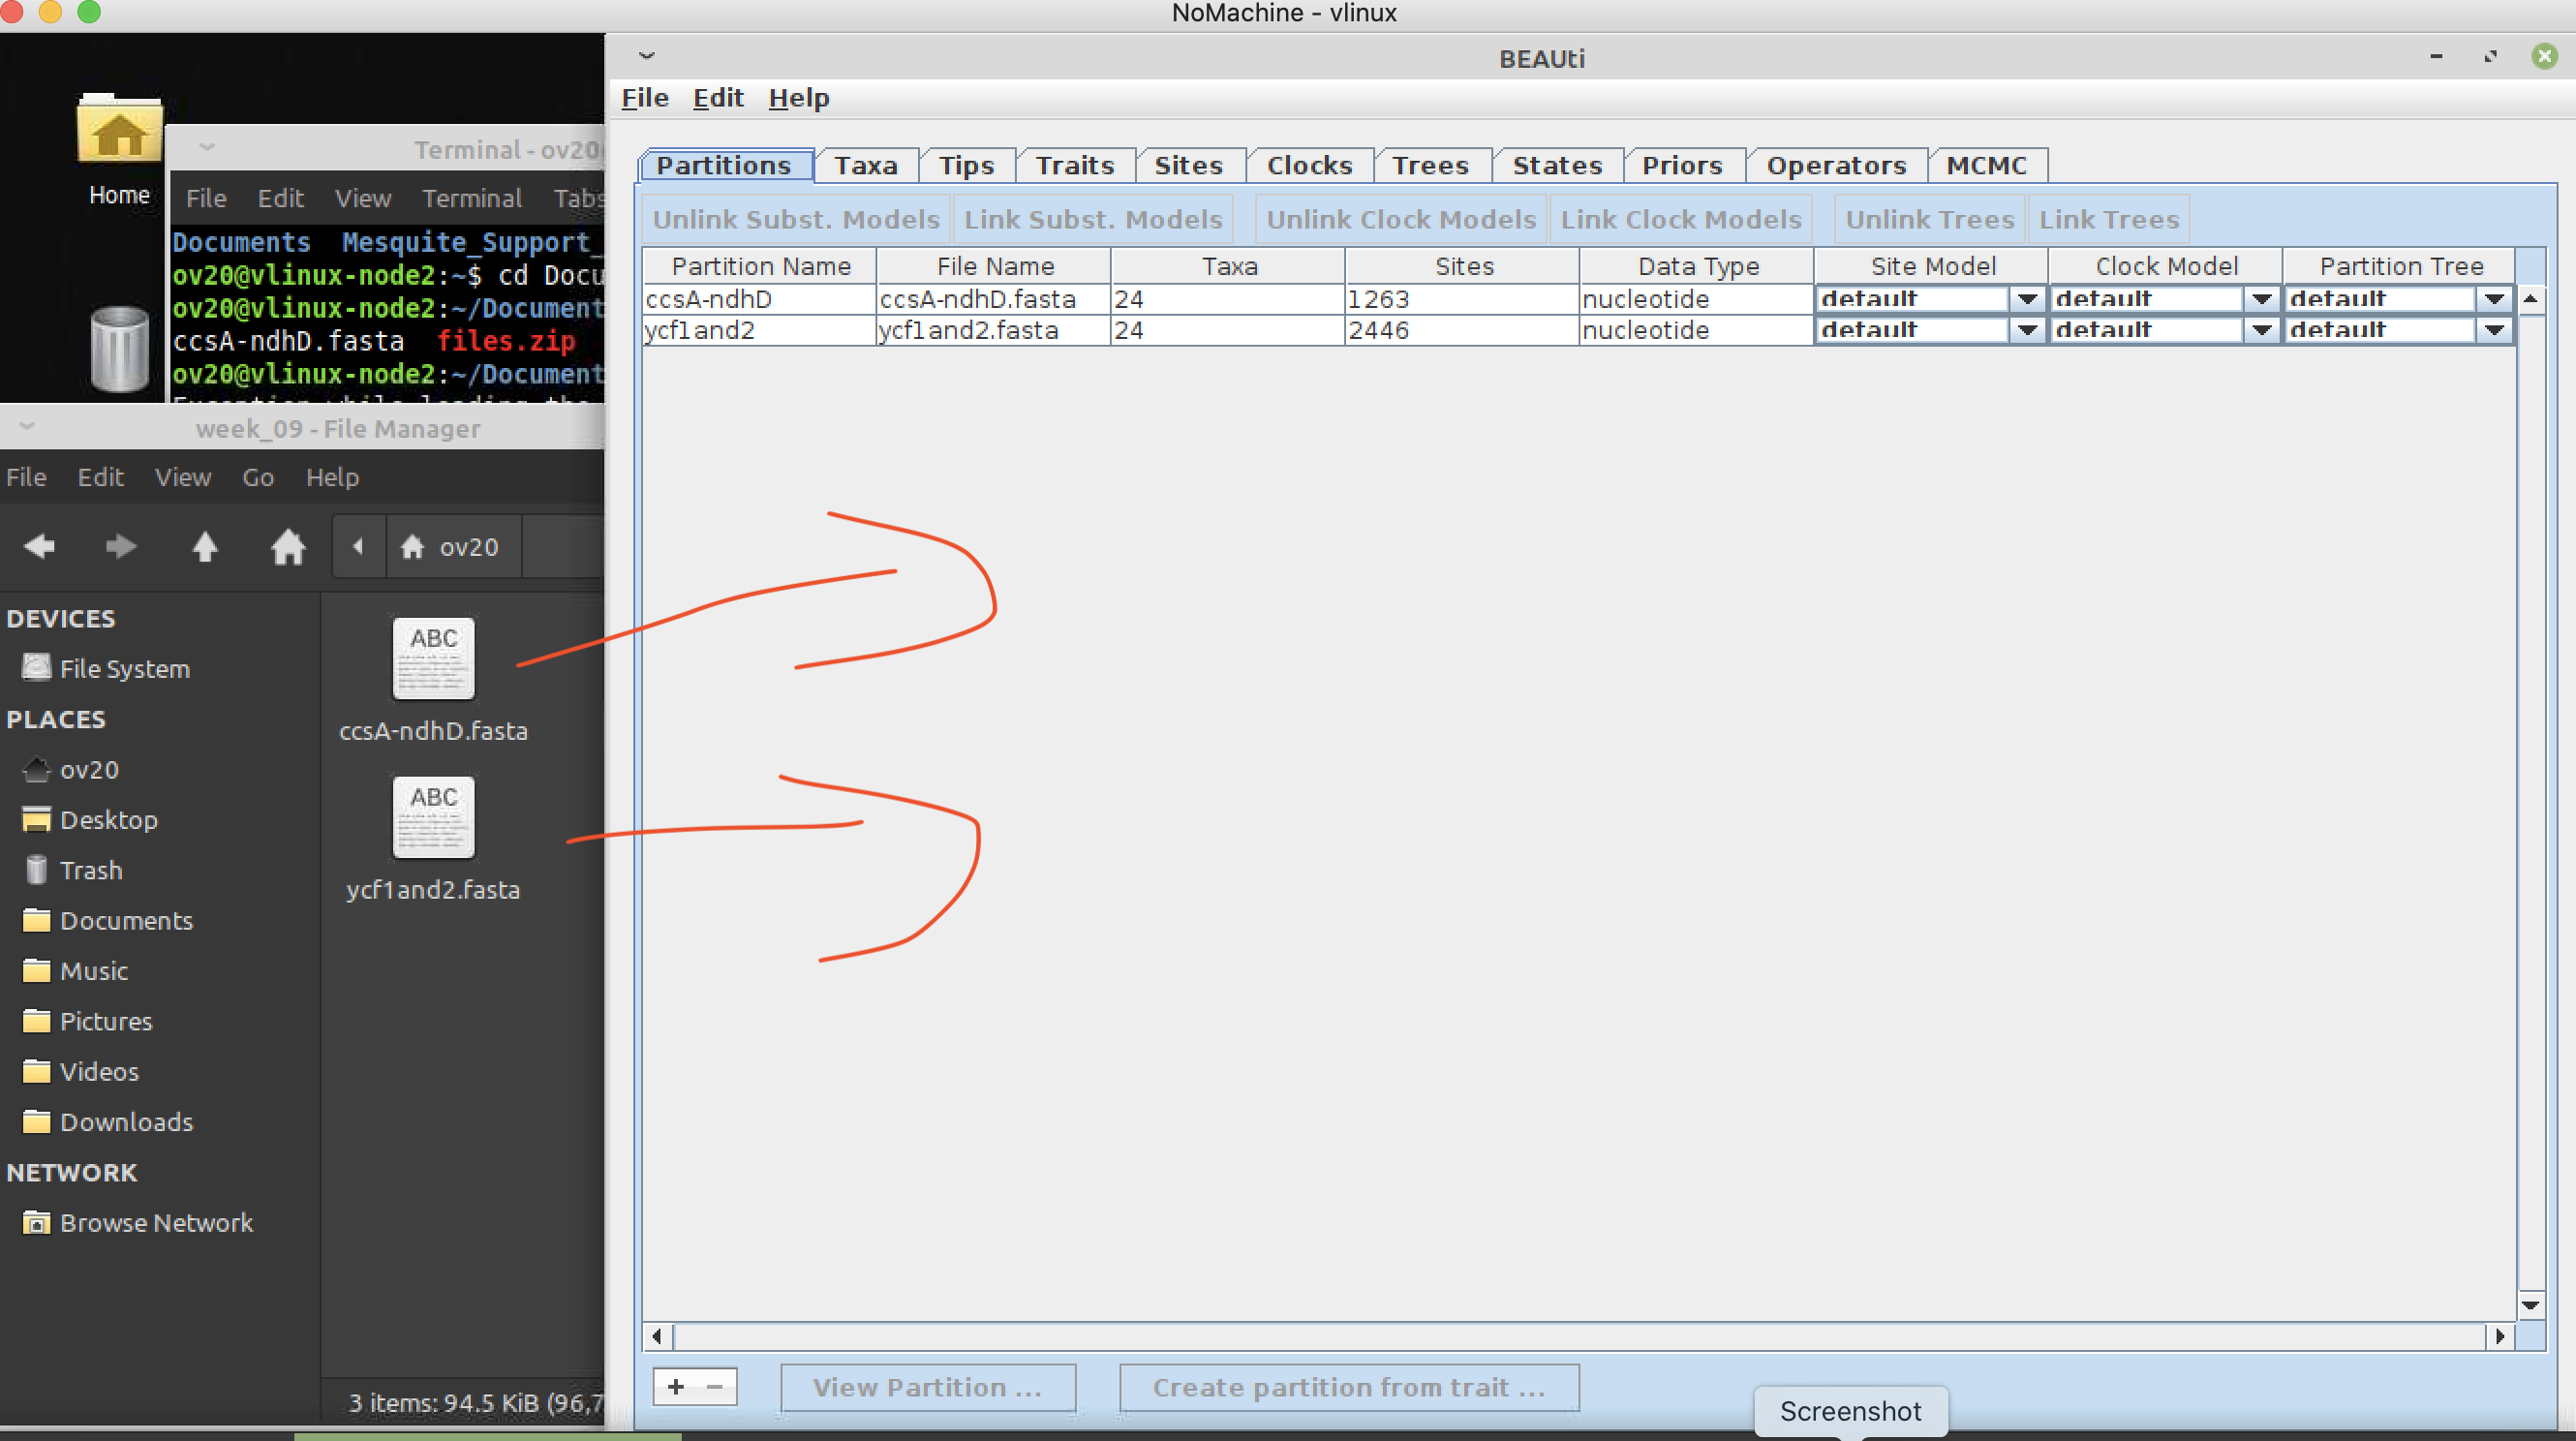 NoMachine - vlinux
Home
Terminal - ov20
File Edit View Terminal Tabs
Documents Mesquite_Support_
ov20@vlinux-node2:~$ cd Docu
ov20@vlinux-node2:~/Document
ccsA-ndhD.fasta files.zip
ov20@vlinux-node2:~/Document
Exception while loading the
week_09 - File Manager
File Edit View Go Help
ov20
DEVICES
File System
PLACES
ov20
Desktop
Trash
Documents
Music
Pictures
Videos
Downloads
NETWORK
Browse Network
ABC
ccsA-ndhD.fasta
ABC
ycf1and2.fasta
3 items: 94.5 KiB (96,7
BEAUti
File Edit Help
Partitions Taxa Tips Traits Sites Clocks Trees States Priors Operators MCMC
Unlink Subst. Models Link Subst. Models Unlink Clock Models Link Clock Models Unlink Trees Link Trees
Partition Name File Name Taxa Sites Data Type Site Model Clock Model Partition Tree
ccsA-ndhD ccsA-ndhD.fasta 24 1263 nucleotide default default default
ycf1and2 ycf1and2.fasta 24 2446 nucleotide default default default
+ − View Partition ... Create partition from trait ...
Screenshot